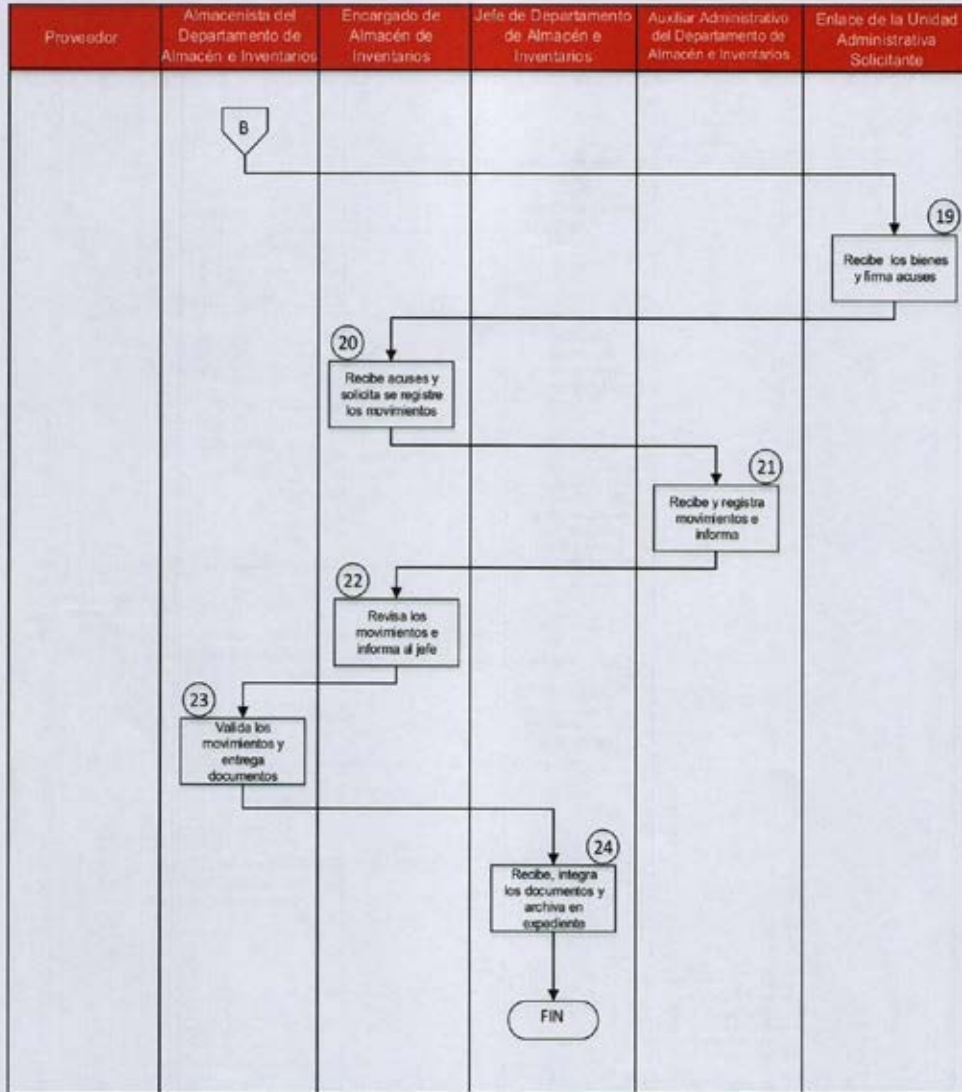 Proveedor
Almacenista del
Departamento de
Almacén e Inventarios
Encargado de
Almacén de
Inventarios
Jefe de Departamento
de Almacén e
Inventarios
Auxiliar Administrativo
del Departamento de
Almacén e Inventarios
Enlace de la Unidad
Administrativa
Solicitante
B
19
Recibe los bienes
y firma acuses
20
Recibe acuses y
solicita se registre
los movimientos
21
Recibe y registra
movimientos e
informa
22
Revisa los
movimientos e
informa al jefe
23
Valida los
movimientos y
entrega
documentos
24
Recibe, integra
los documentos y
archiva en
expediente
FIN